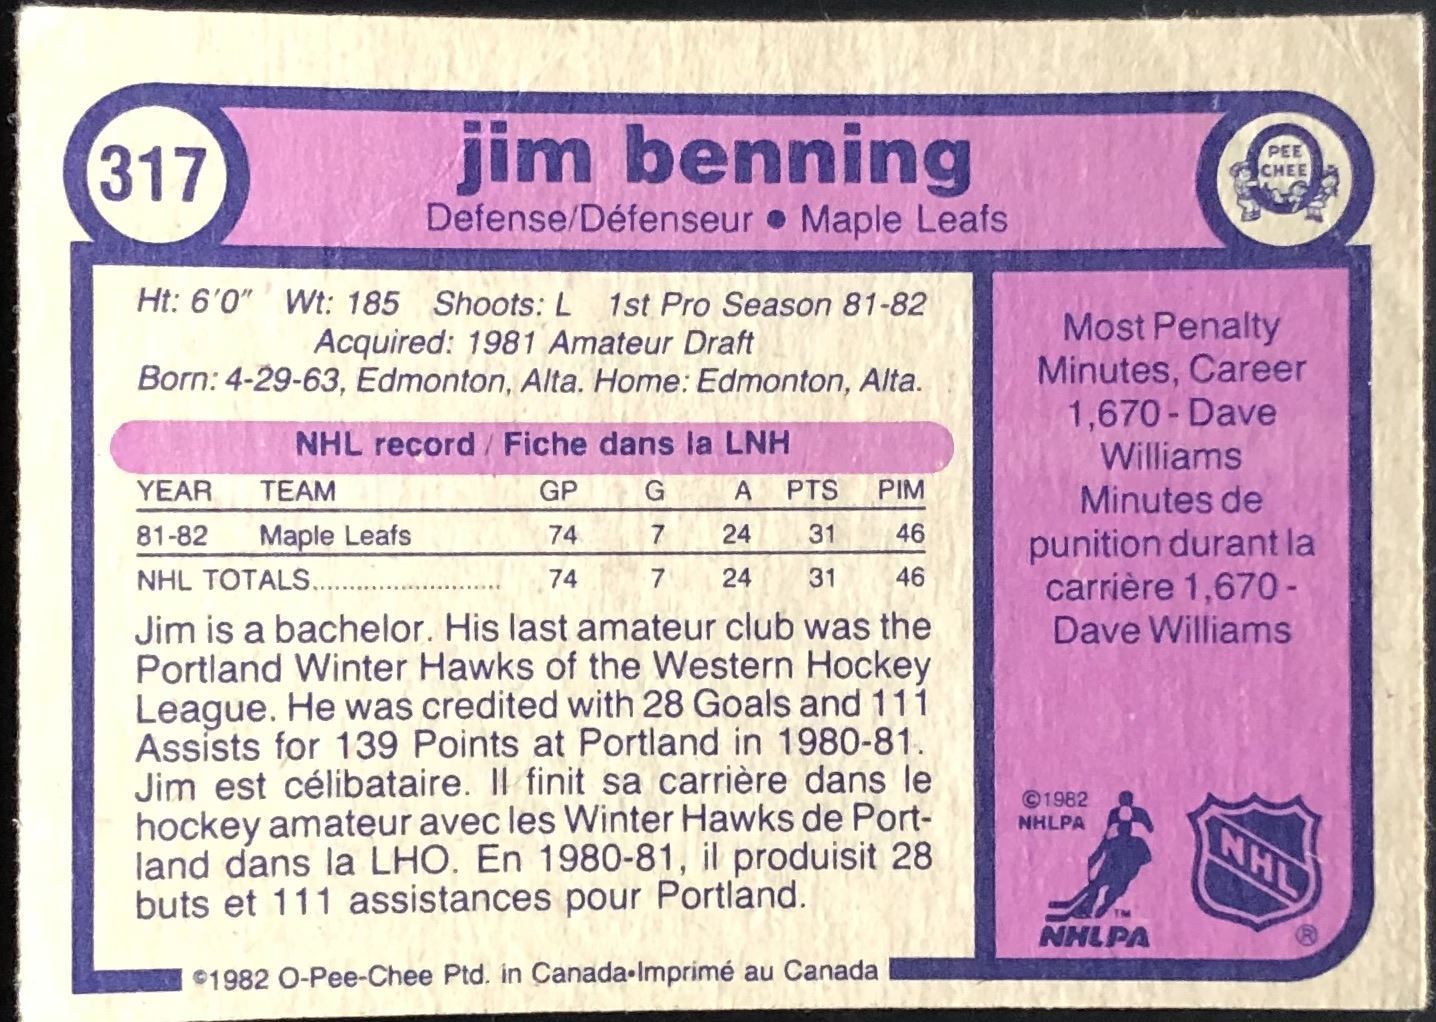 317
jim benning
Defense/Défenseur • Maple Leafs
PEE
CHEE
Ht: 6'0" Wt: 185 Shoots: L 1st Pro Season 81-82
Acquired: 1981 Amateur Draft
Born: 4-29-63, Edmonton, Alta. Home: Edmonton, Alta.
NHL record / Fiche dans la LNH
YEAR TEAM GP G A PTS PIM
81-82 Maple Leafs 74 7 24 31 46
NHL TOTALS......................... 74 7 24 31 46
Jim is a bachelor. His last amateur club was the
Portland Winter Hawks of the Western Hockey
League. He was credited with 28 Goals and 111
Assists for 139 Points at Portland in 1980-81.
Jim est célibataire. Il finit sa carrière dans le
hockey amateur avec les Winter Hawks de Port-
land dans la LHO. En 1980-81, il produisit 28
buts et 111 assistances pour Portland.
Most Penalty
Minutes, Career
1,670 - Dave
Williams
Minutes de
punition durant la
carrière 1,670 -
Dave Williams
©1982
NHLPA
TM
NHLPA
NHL
®
©1982 O-Pee-Chee Ptd. in Canada•Imprimé au Canada